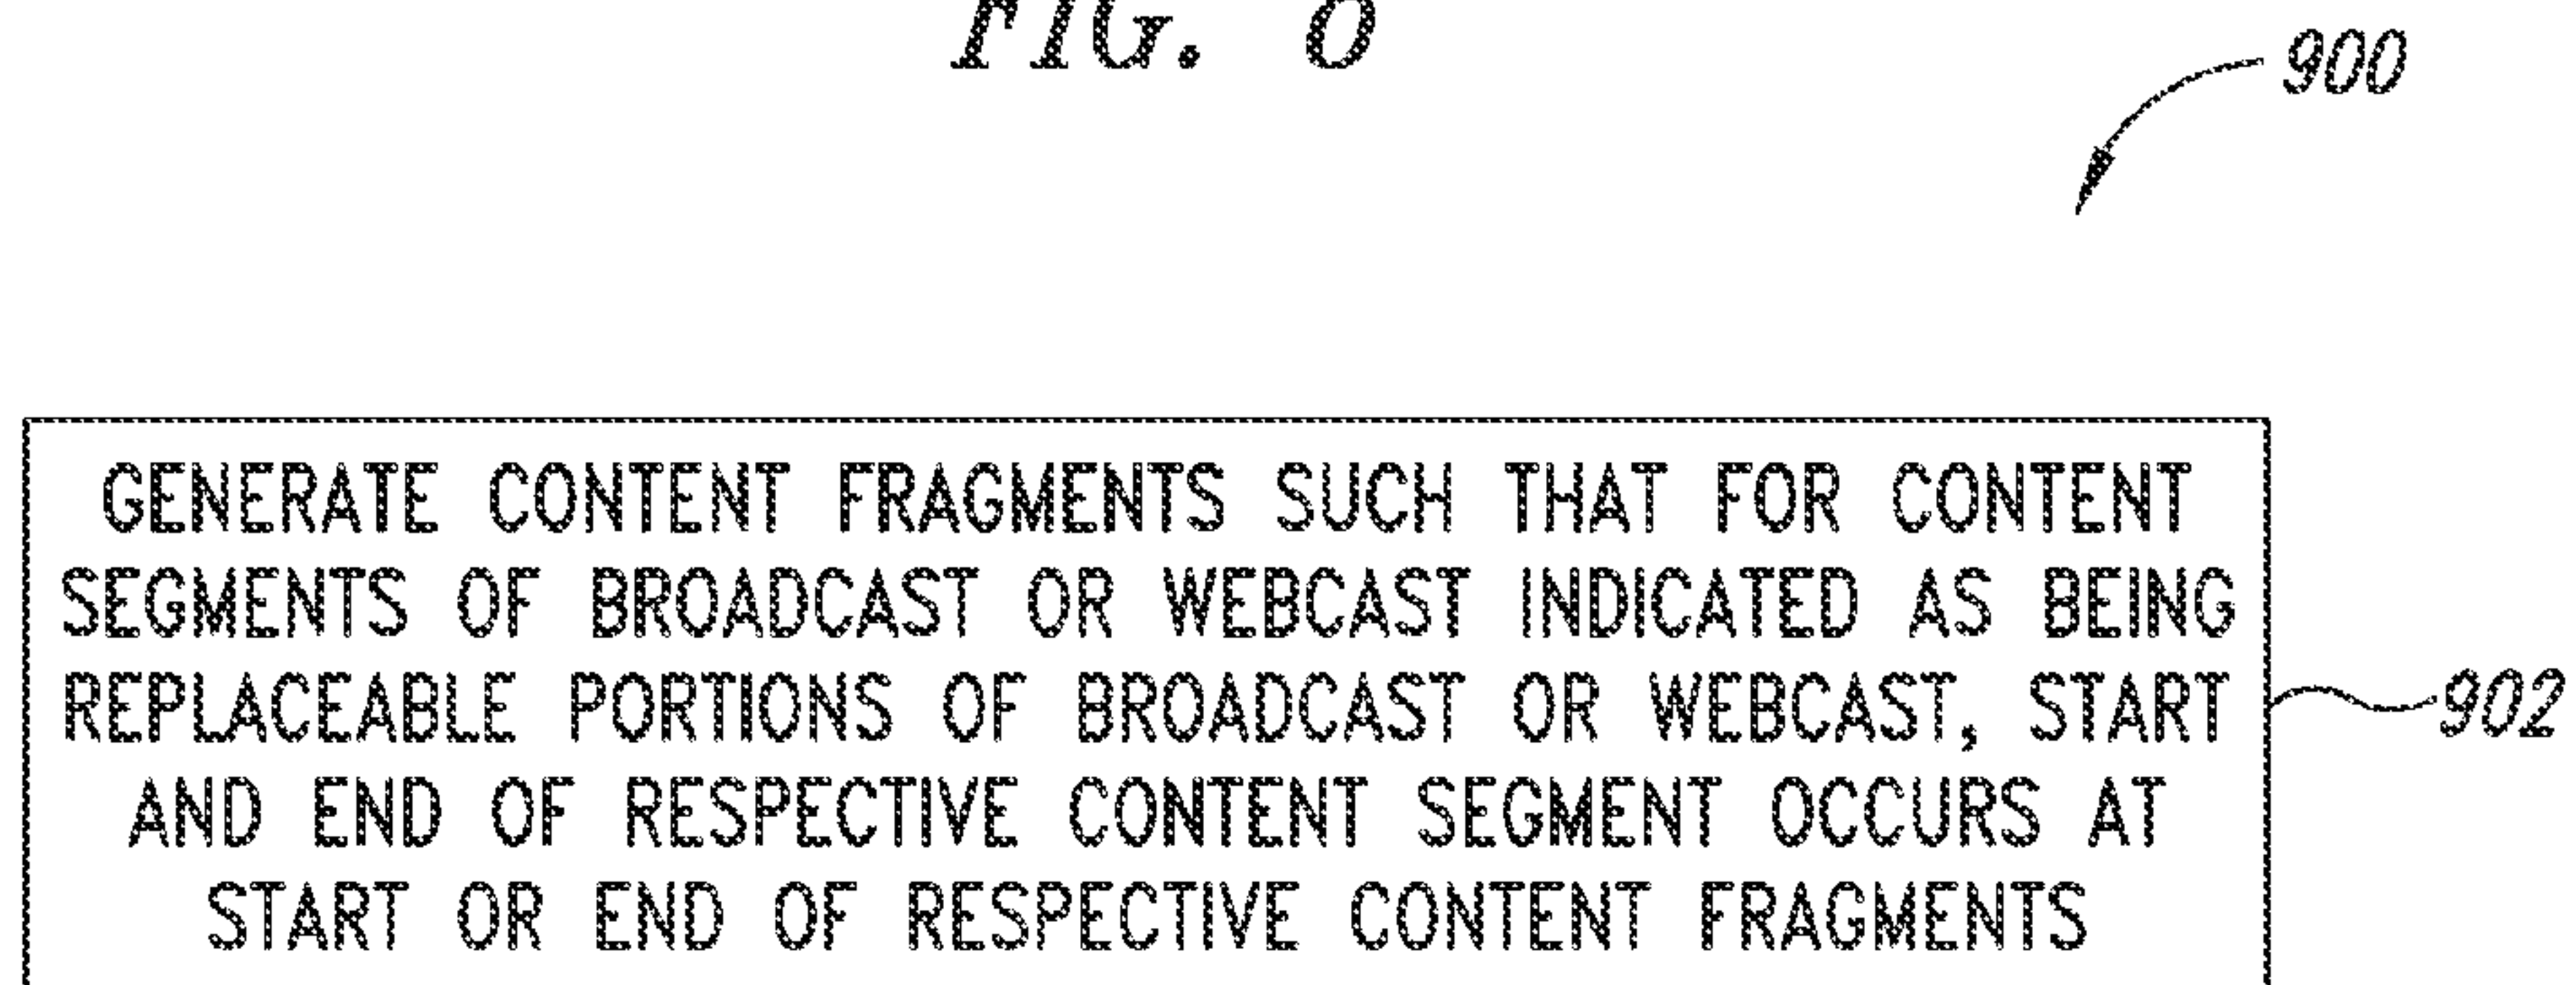 FIG. 8
900
GENERATE CONTENT FRAGMENTS SUCH THAT FOR CONTENT
SEGMENTS OF BROADCAST OR WEBCAST INDICATED AS BEING
REPLACEABLE PORTIONS OF BROADCAST OR WEBCAST, START
902
AND END OF RESPECTIVE CONTENT SEGMENT OCCURS AT
START OR END OF RESPECTIVE CONTENT FRAGMENTS